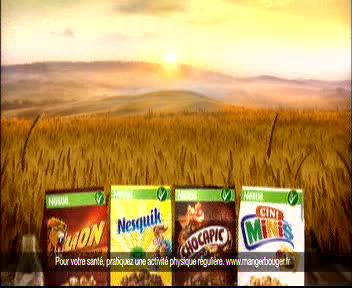 Nestlé
Nestlé
Nestlé
Nestlé
LION
Nesquik
CHOCAPIC
CINI
MINIS
Pour votre santé, pratiquez une activité physique régulière. www.mangerbouger.fr